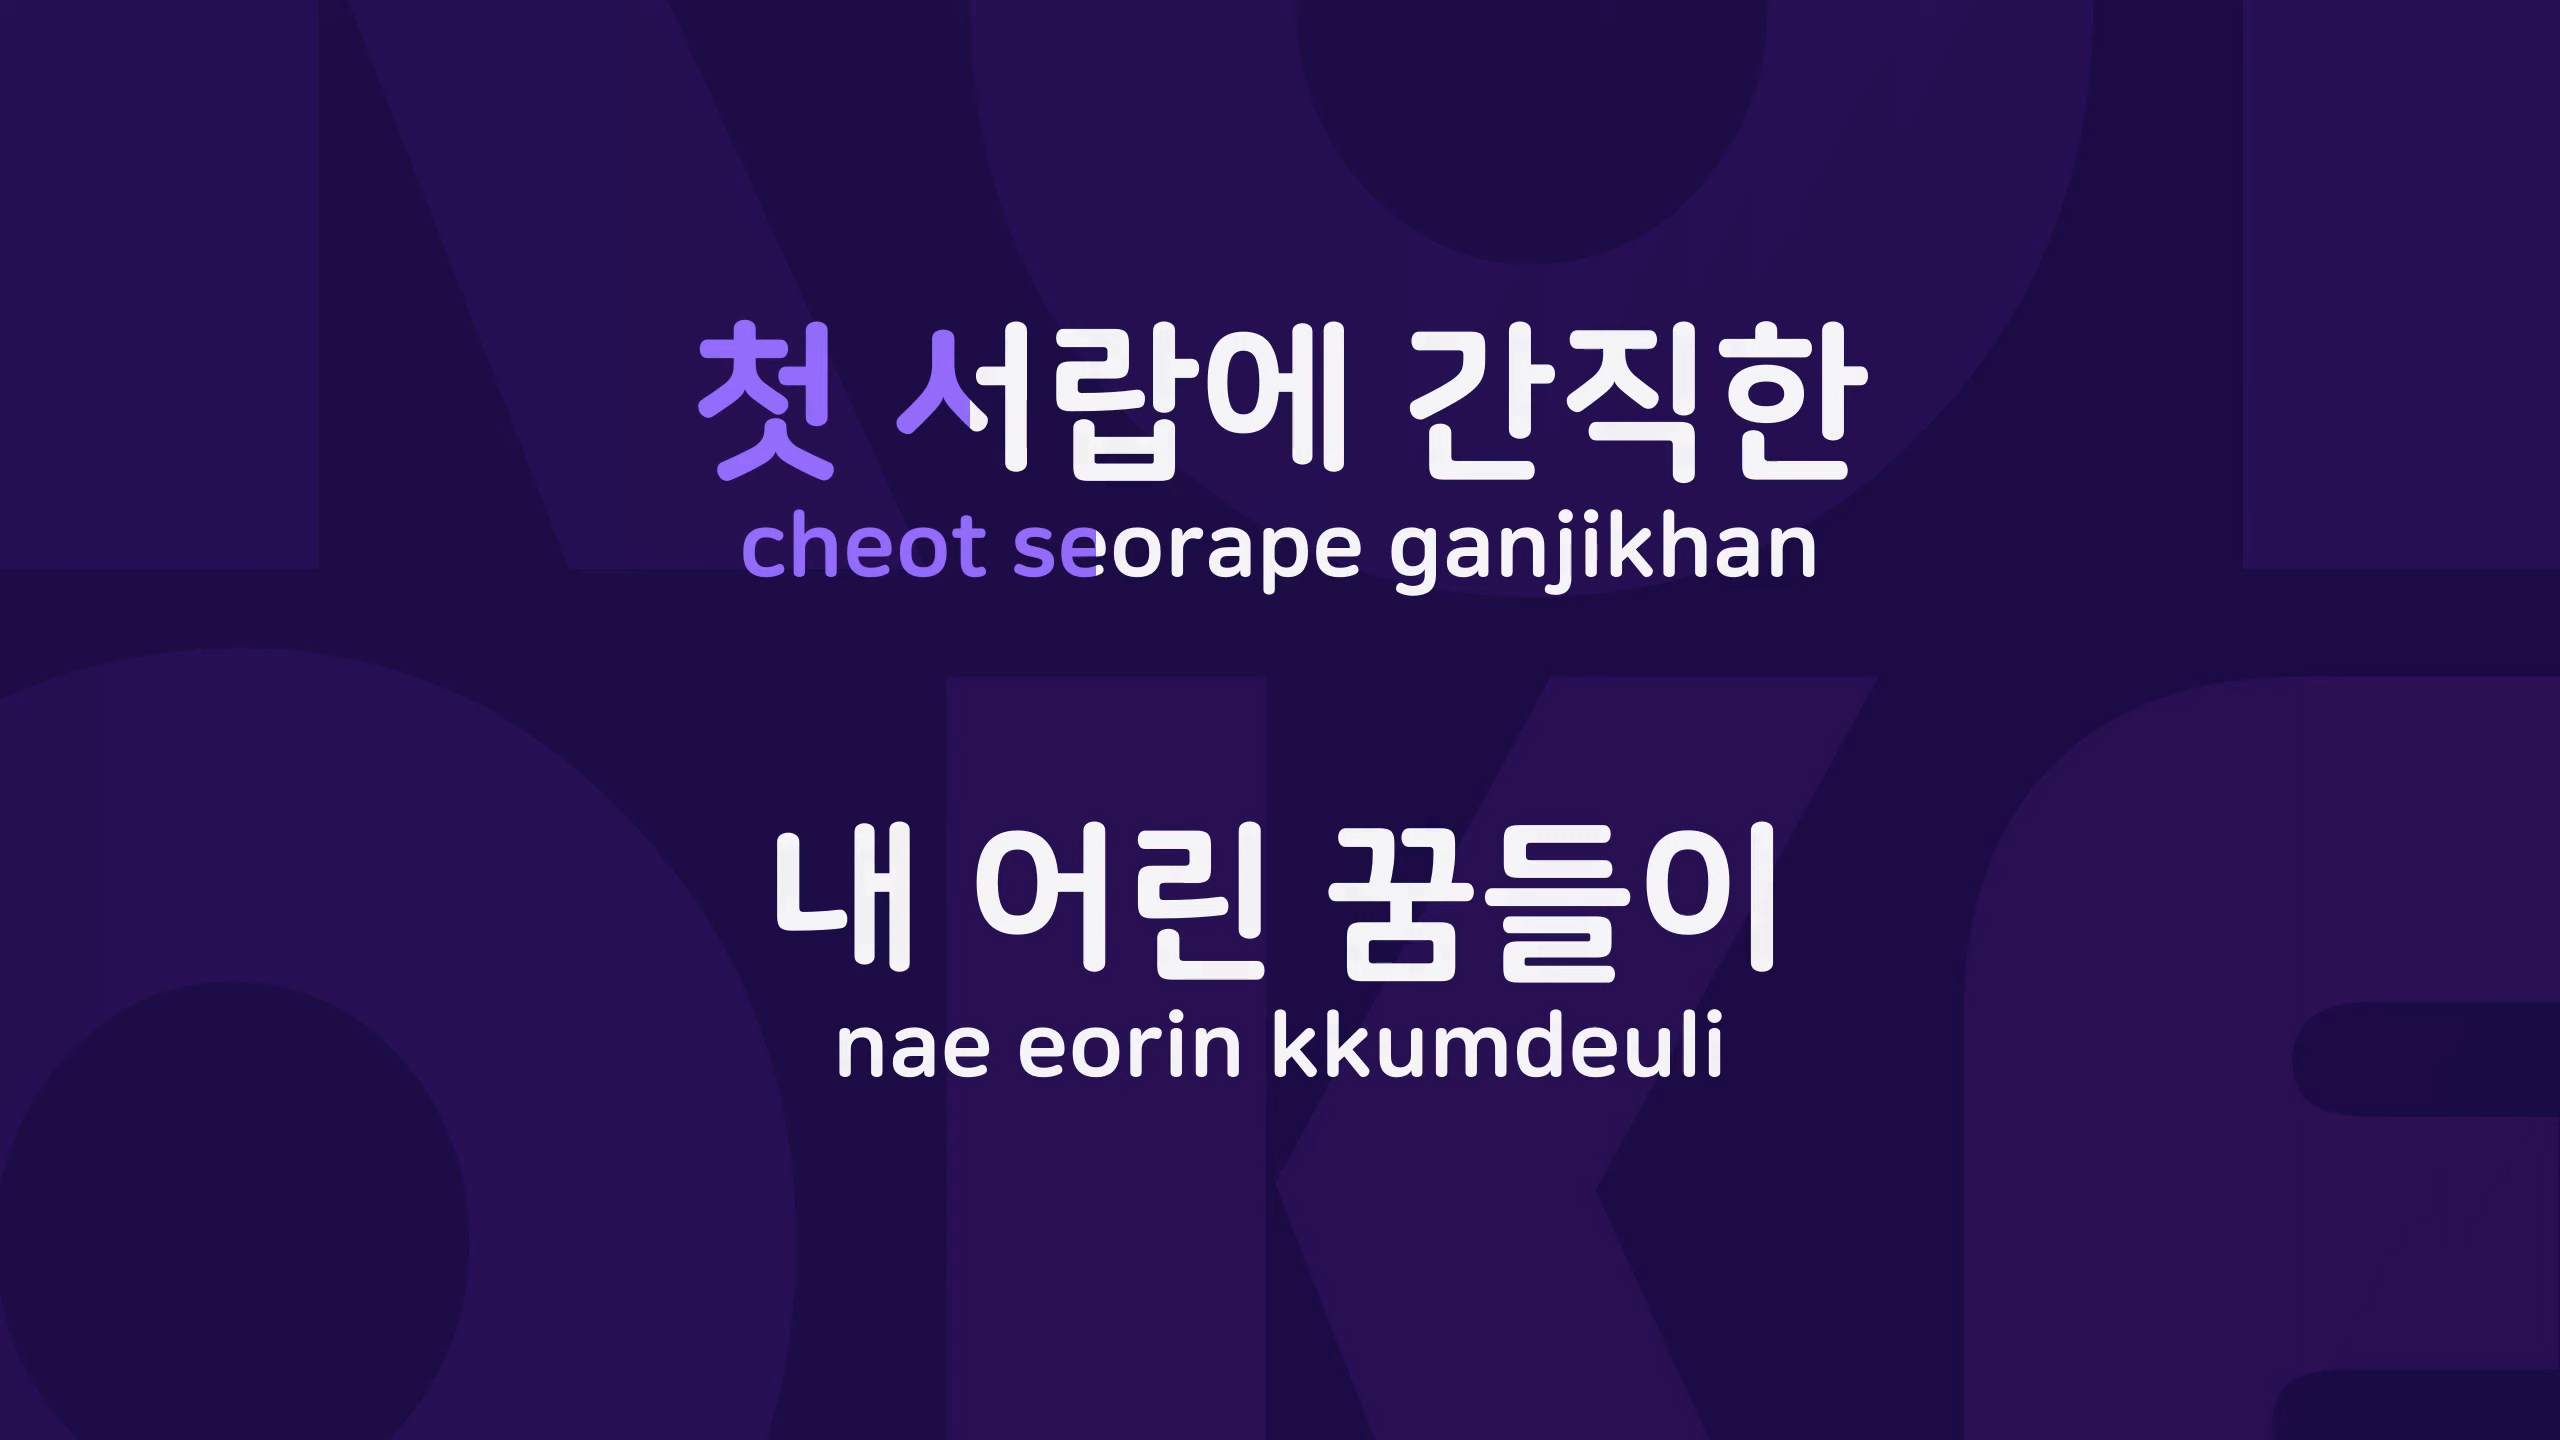 첫 서랍에 간직한
cheot seorape ganjikhan
내 어린 꿈들이
nae eorin kkumdeuli